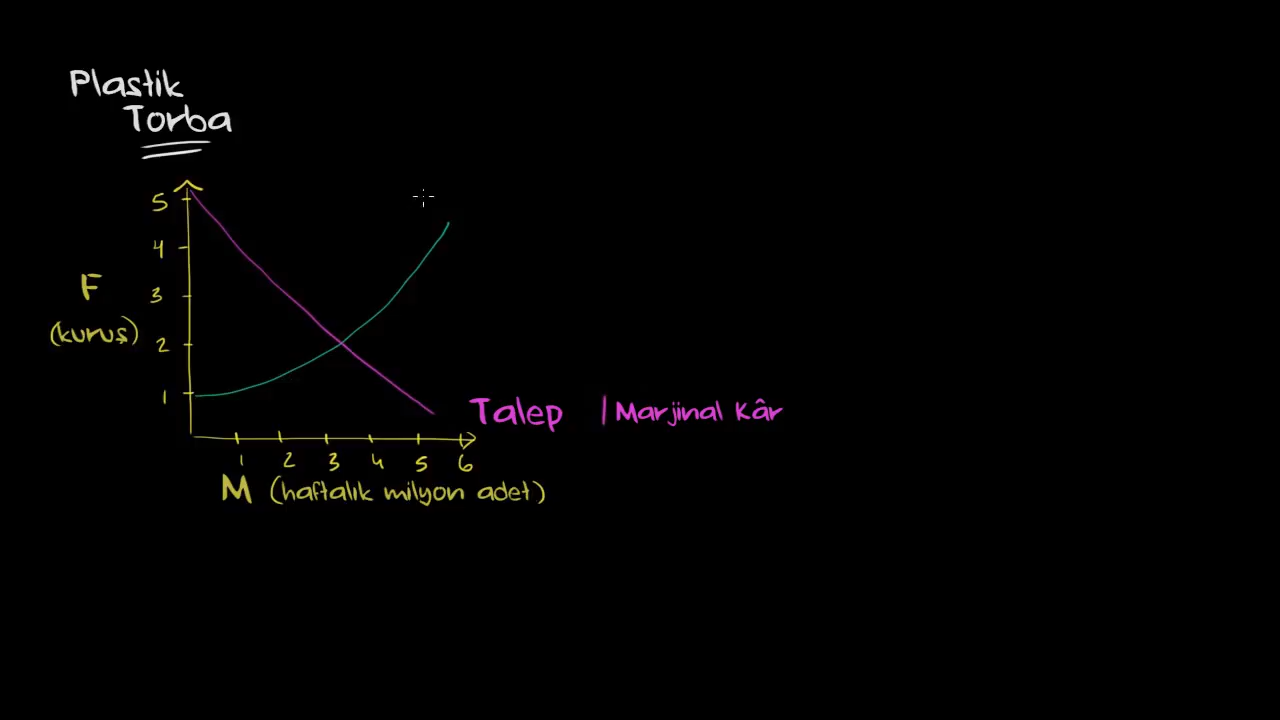 Plastik
Torba
5
4
3
2
1
F
(kuruş)
Talep | Marjinal Kâr
1 2 3 4 5 6
M (haftalık milyon adet)